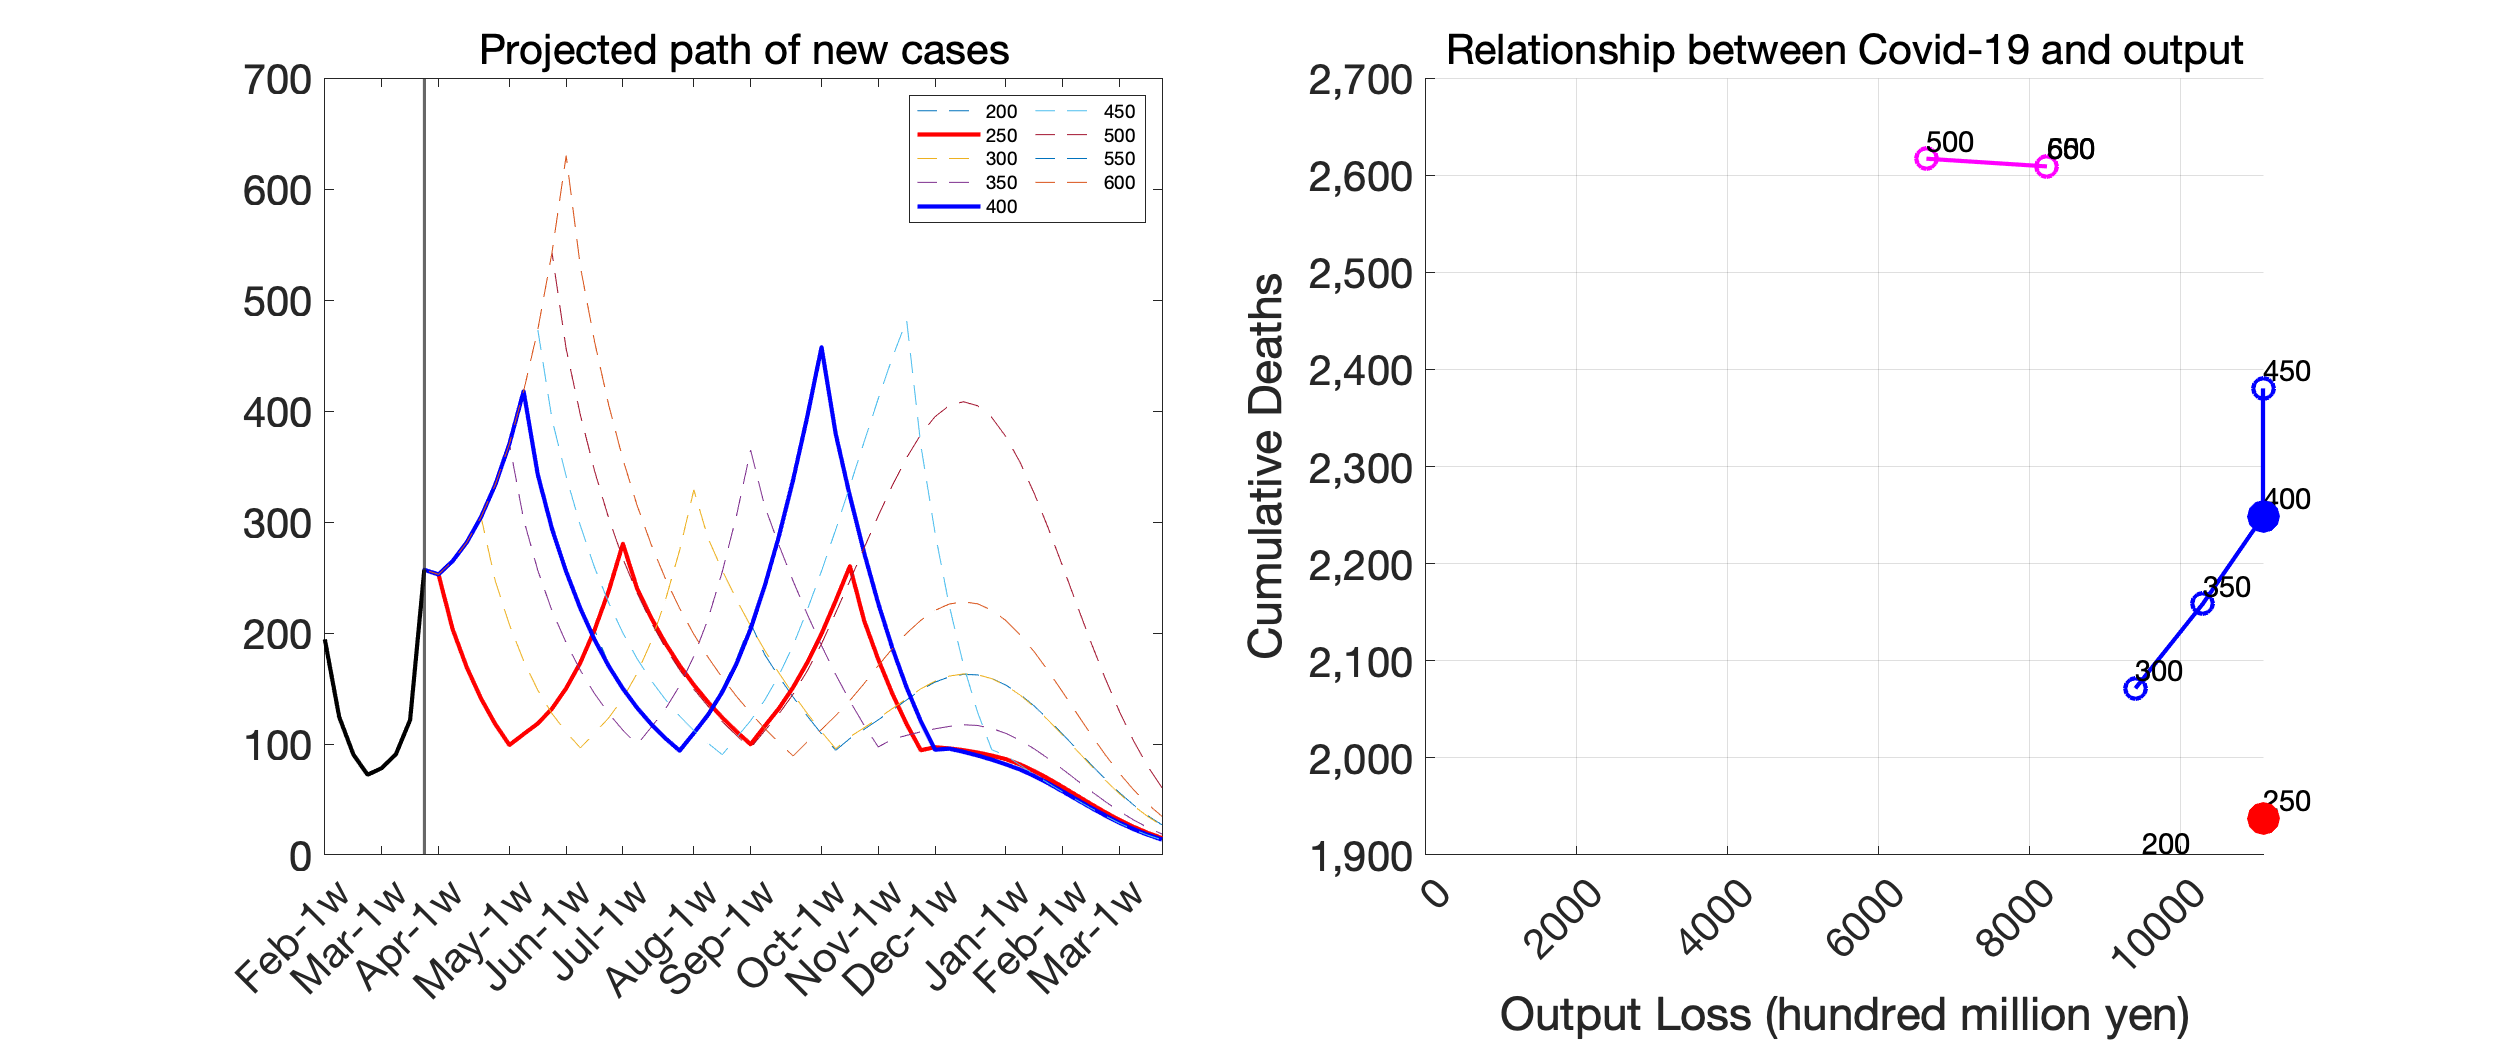 Projected path of new cases
700
600
500
400
300
200
100
0
200
250
300
350
400
450
500
550
600
Feb-1w
Mar-1w
Apr-1w
May-1w
Jun-1w
Jul-1w
Aug-1w
Sep-1w
Oct-1w
Nov-1w
Dec-1w
Jan-1w
Feb-1w
Mar-1w
Relationship between Covid-19 and output
Cumulative Deaths
2,700
2,600
2,500
2,400
2,300
2,200
2,100
2,000
1,900
500
450
400
350
300
250
200
0
2000
4000
6000
8000
10000
Output Loss (hundred million yen)